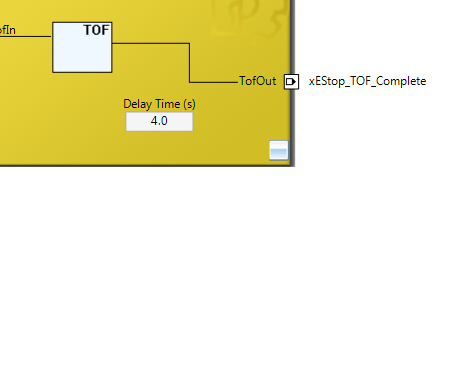 ofIn
TOF
TofOut
xEStop_TOF_Complete
Delay Time (s)
4.0